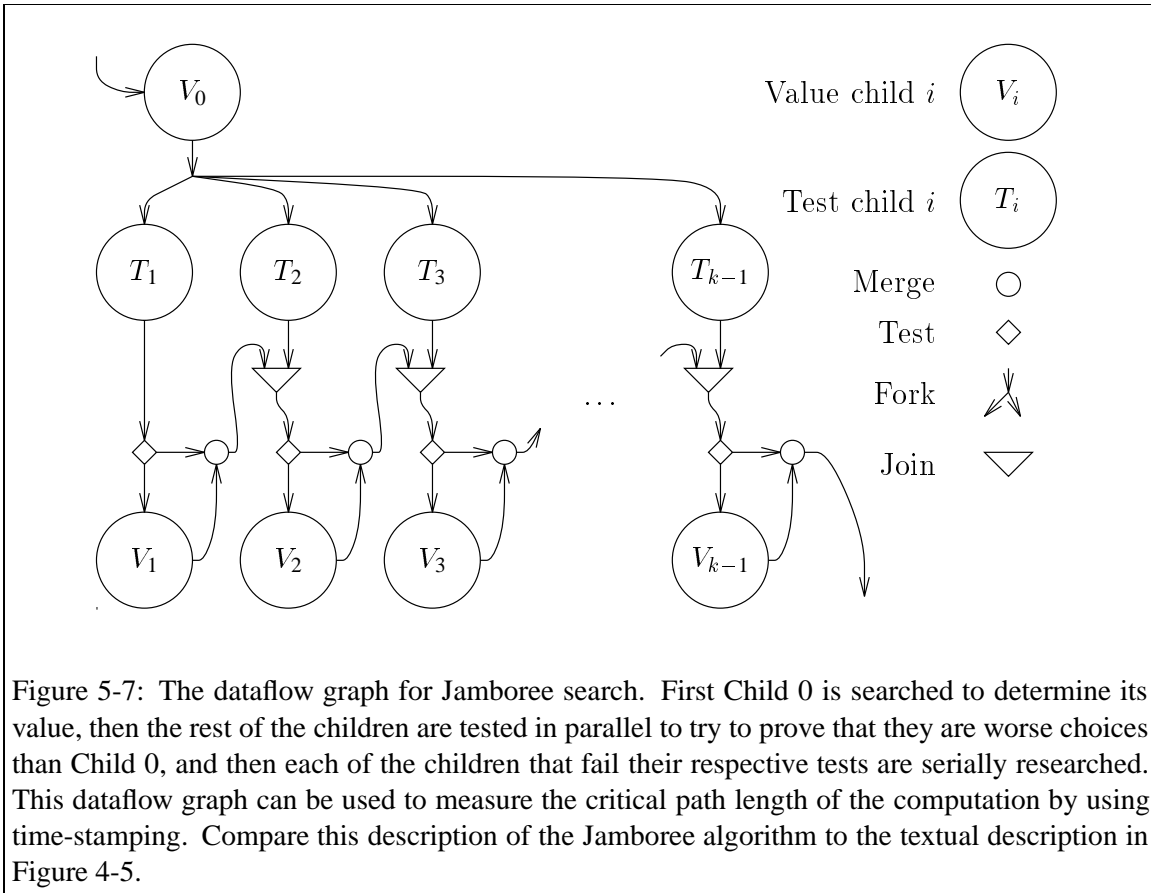 V0
Value child i
Vi
Test child i
Ti
T1
T2
T3
Tk−1
Merge
Test
Fork
Join
...
V1
V2
V3
Vk−1
Figure 5-7: The dataflow graph for Jamboree search. First Child 0 is searched to determine its
value, then the rest of the children are tested in parallel to try to prove that they are worse choices
than Child 0, and then each of the children that fail their respective tests are serially researched.
This dataflow graph can be used to measure the critical path length of the computation by using
time-stamping. Compare this description of the Jamboree algorithm to the textual description in
Figure 4-5.